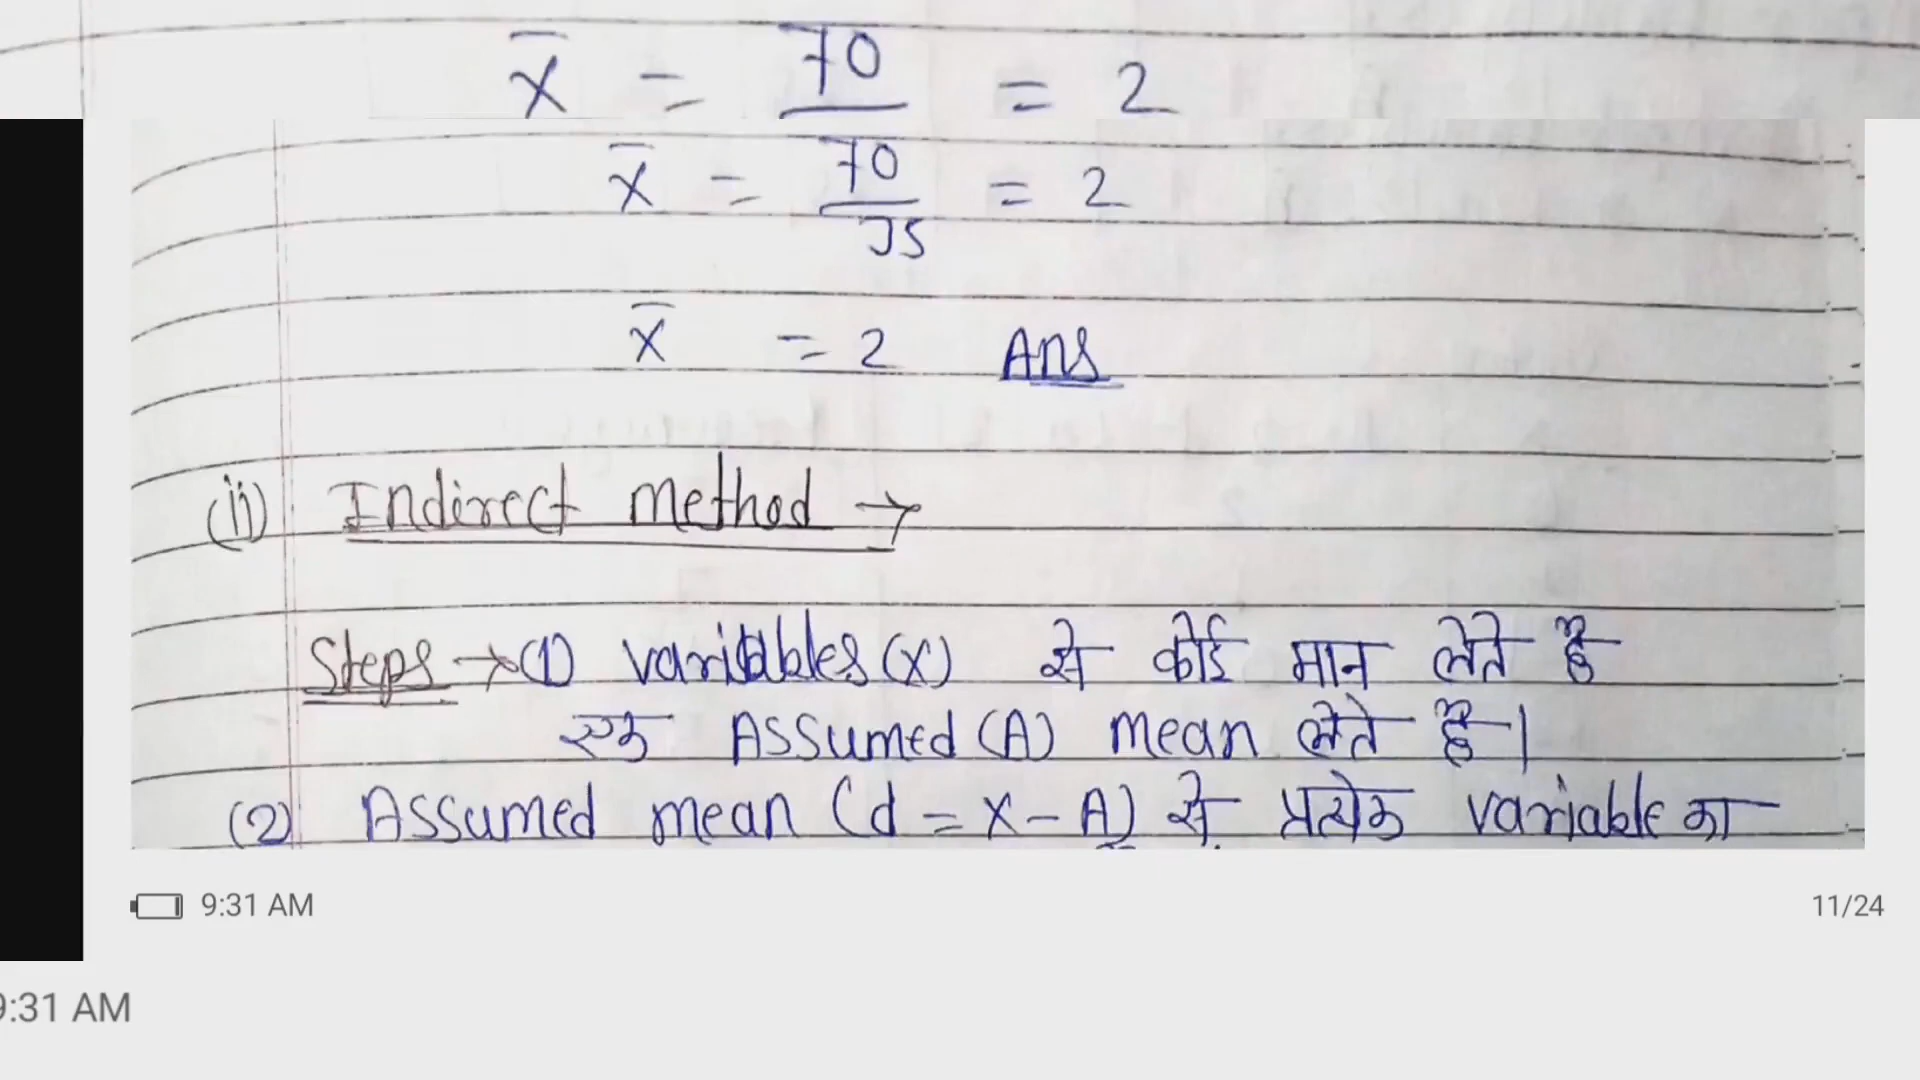 x̄ = 70 = 2
x̄ = 70/35 = 2
x̄ = 2 Ans
(ii) Indirect method →
Steps → (1) variables (x) से कोई मान लेते है
एक Assumed (A) mean लेते है।
(2) Assumed mean (d = x - A) से प्रत्येक variable का
9:31 AM
11/24
9:31 AM